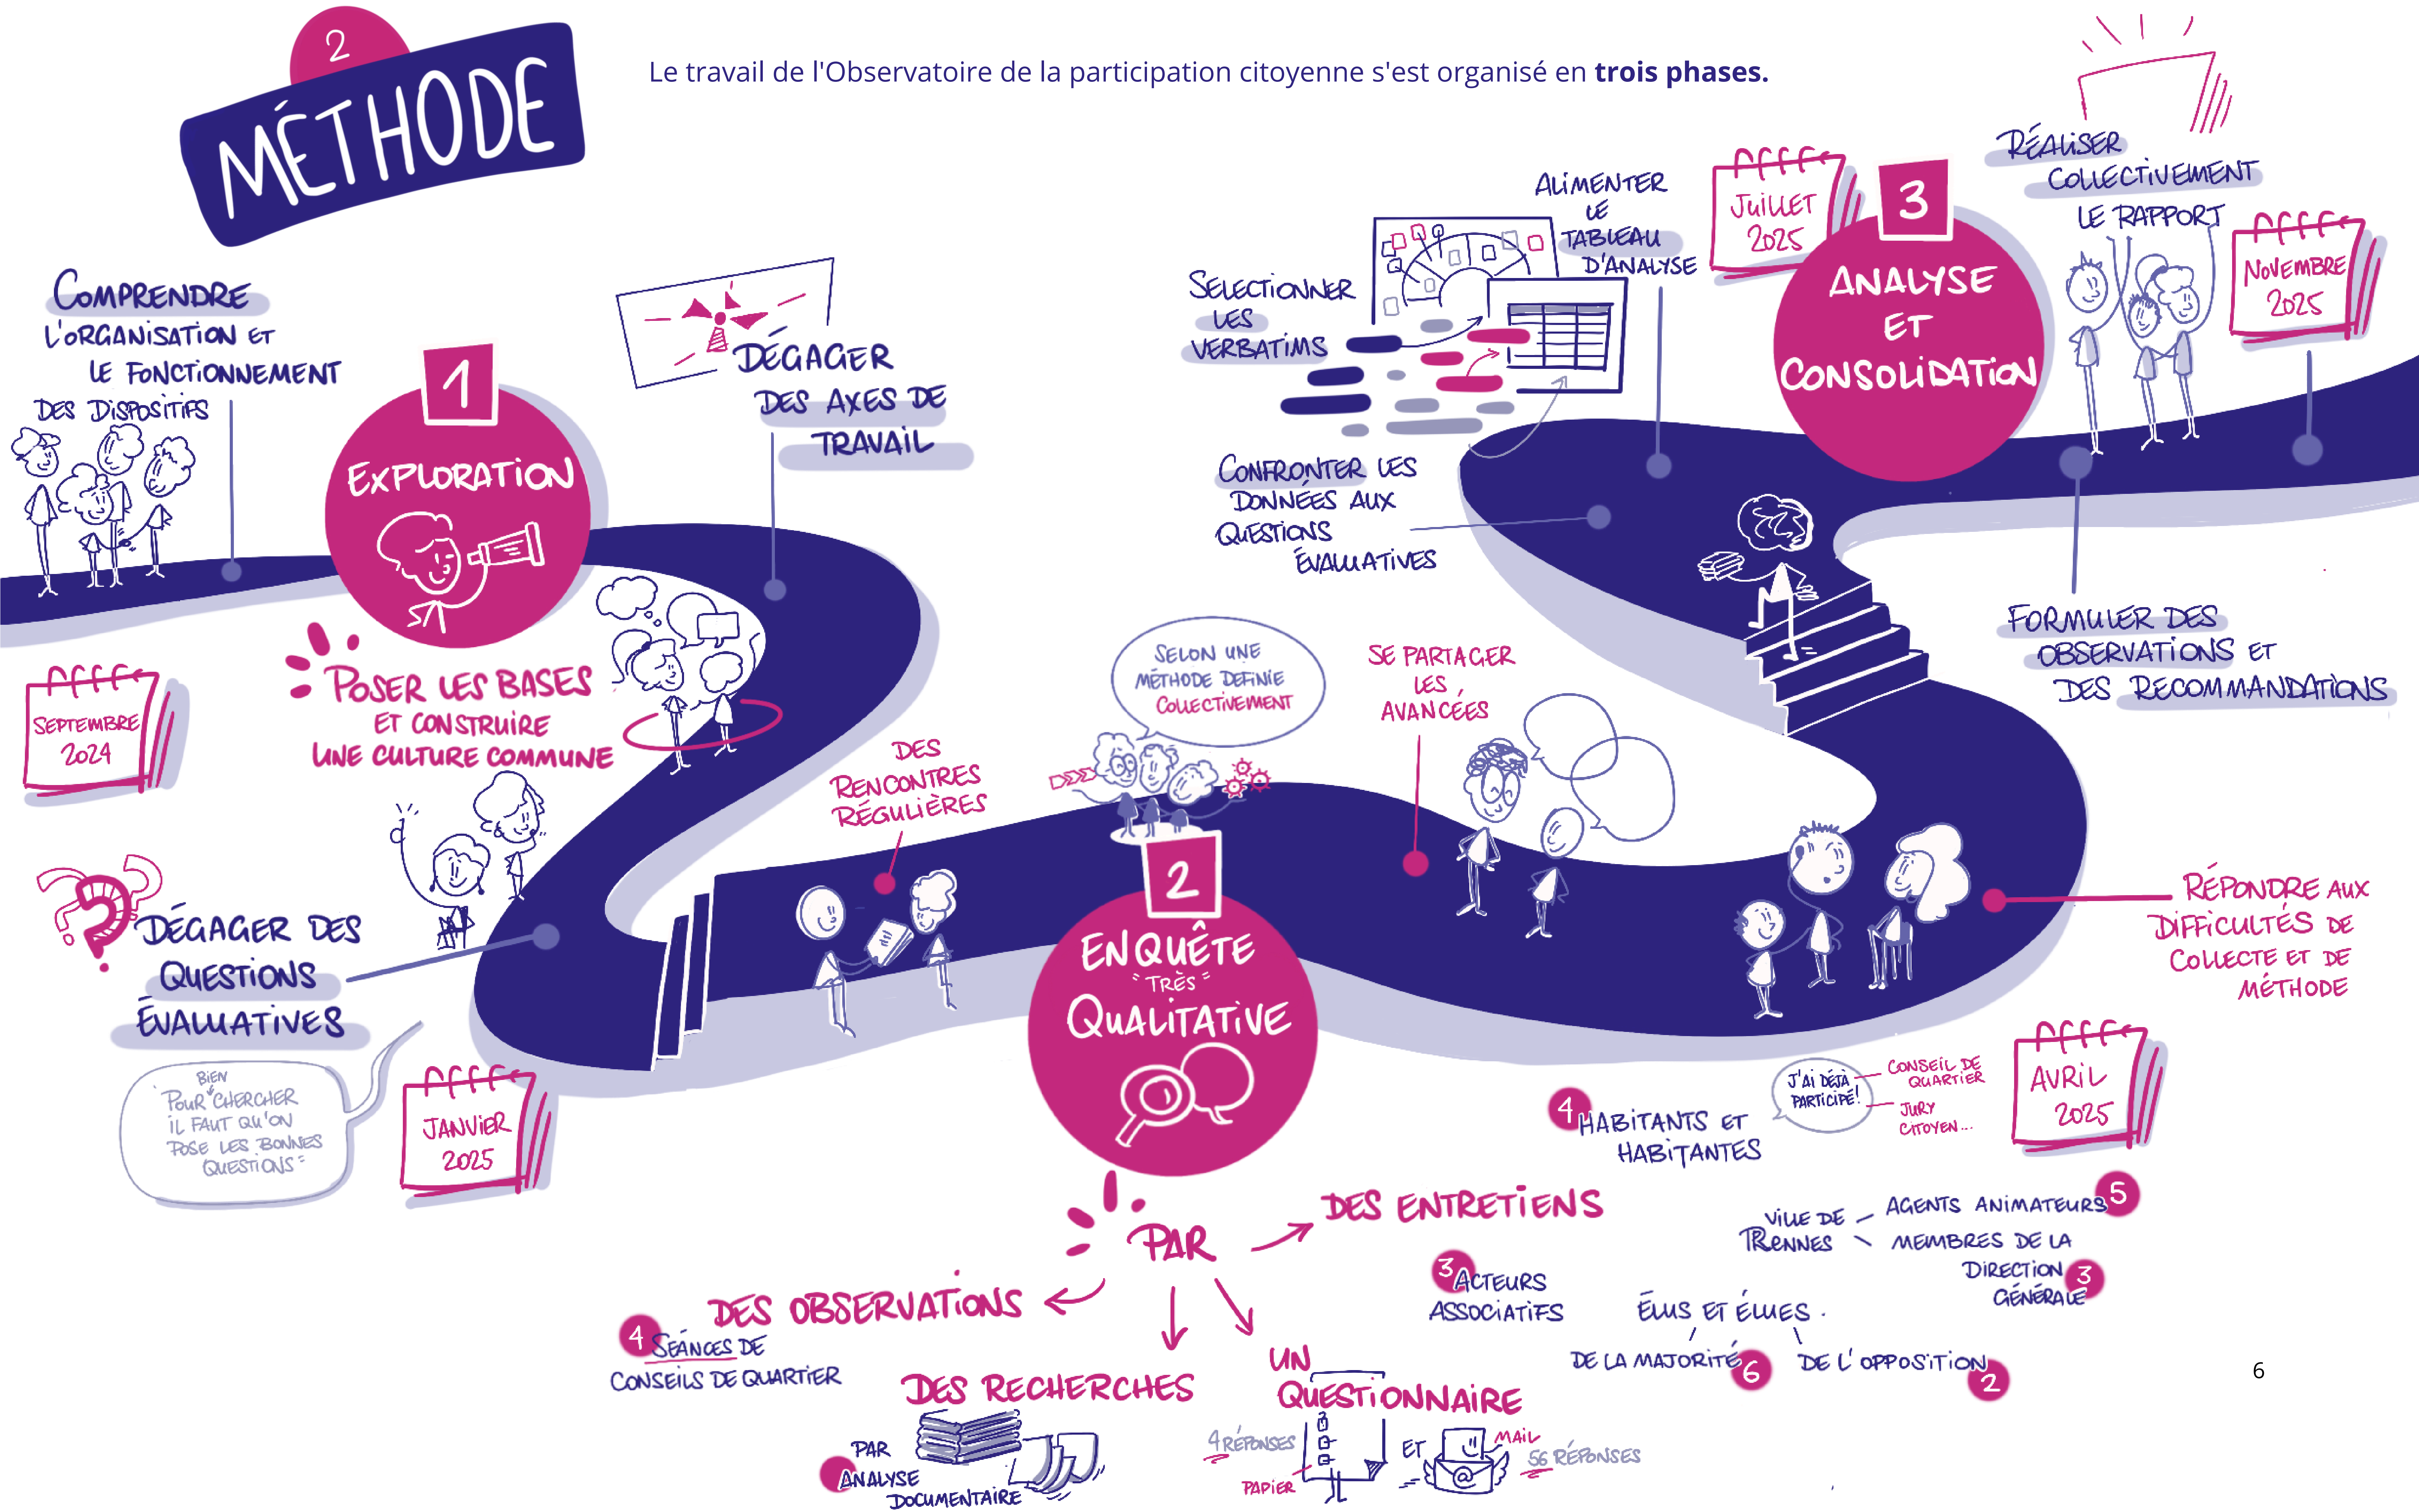 2
MÉTHODE
Le travail de l'Observatoire de la participation citoyenne s'est organisé en trois phases.
COMPRENDRE
L'ORGANISATION ET
LE FONCTIONNEMENT
DES DISPOSITIFS
1
EXPLORATION
POSER LES BASES
ET CONSTRUIRE
UNE CULTURE COMMUNE
SEPTEMBRE
2024
DÉGAGER
DES AXES DE
TRAVAIL
DÉGAGER DES
QUESTIONS
ÉVALUATIVES
BIEN
"POUR CHERCHER
IL FAUT QU'ON
POSE LES BONNES
QUESTIONS"
JANVIER
2025
DES
RENCONTRES
RÉGULIÈRES
SELON UNE
MÉTHODE DEFINIE
COLLECTIVEMENT
2
ENQUÊTE
"TRÈS"
QUALITATIVE
SE PARTAGER
LES
AVANCÉES
RÉPONDRE AUX
DIFFICULTÉS DE
COLLECTE ET DE
MÉTHODE
AVRIL
2025
PAR
DES ENTRETIENS
4 HABITANTS ET
HABITANTES
J'AI DÉJÀ
PARTICIPÉ!
CONSEIL DE
QUARTIER
JURY
CITOYEN...
VILLE DE
RENNES
AGENTS ANIMATEURS 5
MEMBRES DE LA
DIRECTION
GÉNÉRALE 3
3 ACTEURS
ASSOCIATIFS
ÉLUS ET ÉLUES.
DE LA MAJORITÉ 6
DE L'OPPOSITION 2
DES OBSERVATIONS
4 SÉANCES DE
CONSEILS DE QUARTIER
DES RECHERCHES
PAR
ANALYSE
DOCUMENTAIRE
UN
QUESTIONNAIRE
4 RÉPONSES
PAPIER
ET
@
MAIL
56 RÉPONSES
SELECTIONNER
LES
VERBATIMS
ALIMENTER
LE
TABLEAU
D'ANALYSE
CONFRONTER LES
DONNÉES AUX
QUESTIONS
ÉVALUATIVES
JUILLET
2025
3
ANALYSE
ET
CONSOLIDATION
RÉALISER
COLLECTIVEMENT
LE RAPPORT
NOVEMBRE
2025
FORMULER DES
OBSERVATIONS ET
DES RECOMMANDATIONS
6